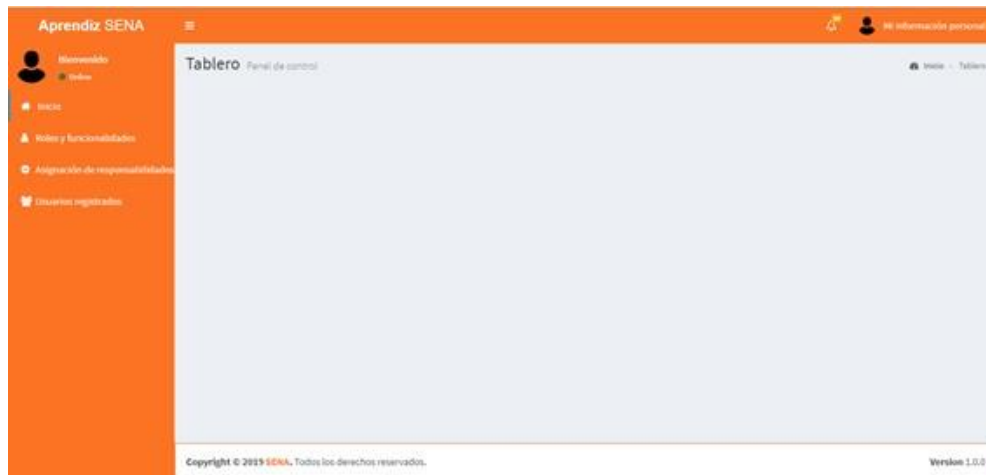 Aprendiz SENA
Mi información personal
Bienvenido
Online
Tablero Panel de control
Inicio Tablero
Inicio
Roles y funcionalidades
Asignación de responsabilidades
Usuarios registrados
Copyright © 2019 SENA. Todos los derechos reservados.
Version 1.0.0